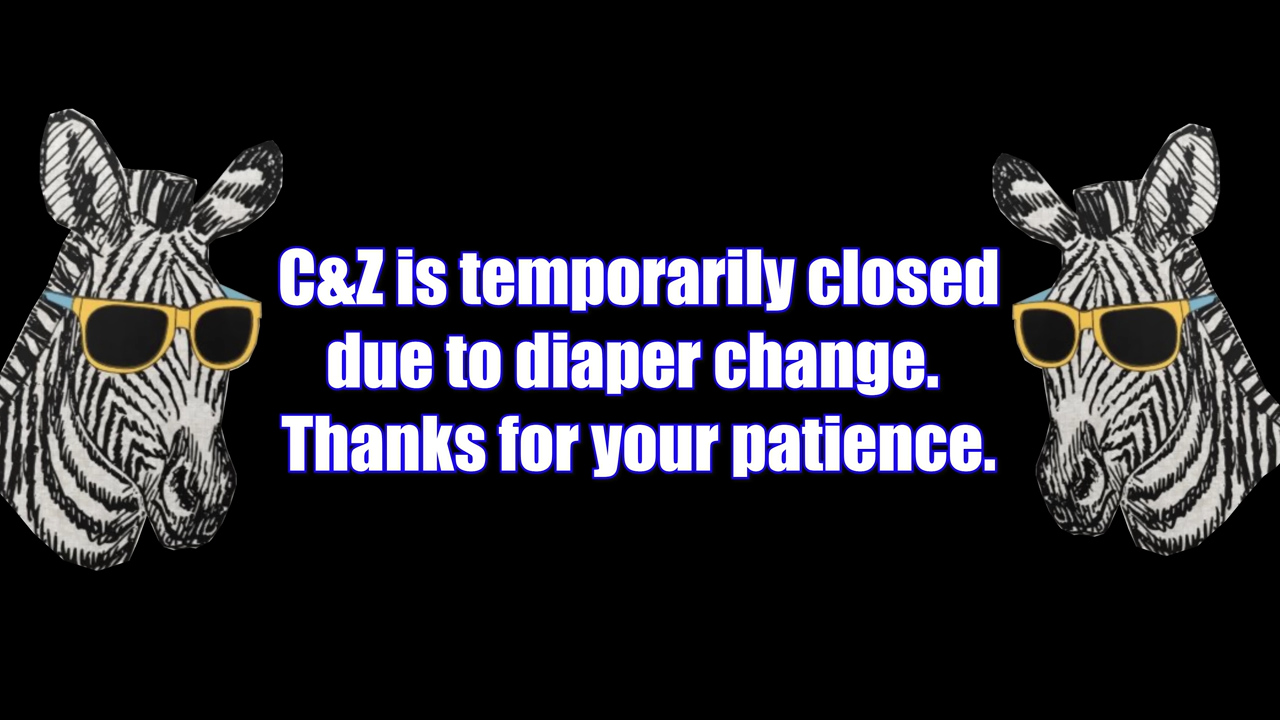 C&Z is temporarily closed
due to diaper change.
Thanks for your patience.